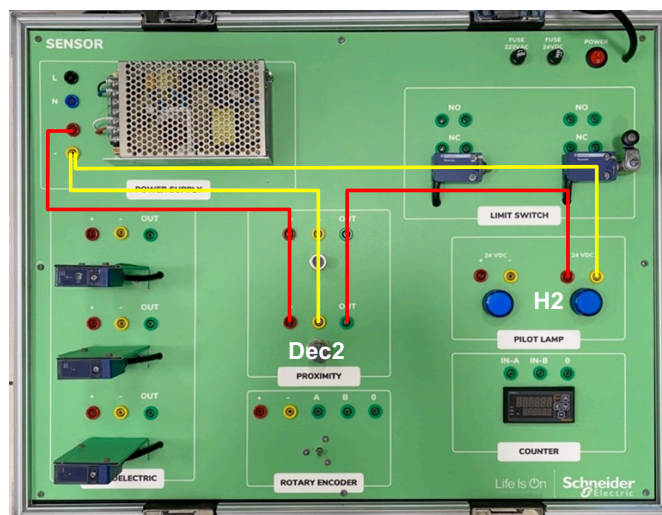 SENSOR
FUSE 220VAC
FUSE 24VDC
POWER
L
N
-
POWER SUPPLY
NO
NO
NC
NC
LIMIT SWITCH
+ - OUT
OUT
24 VDC
+ -
24 VDC
H2
PILOT LAMP
+ - OUT
OUT
Dec2
PROXIMITY
IN-A IN-B 0
COUNTER
+ - OUT
OELECTRIC
+ - A B 0
ROTARY ENCODER
Life Is On
Schneider
Electric